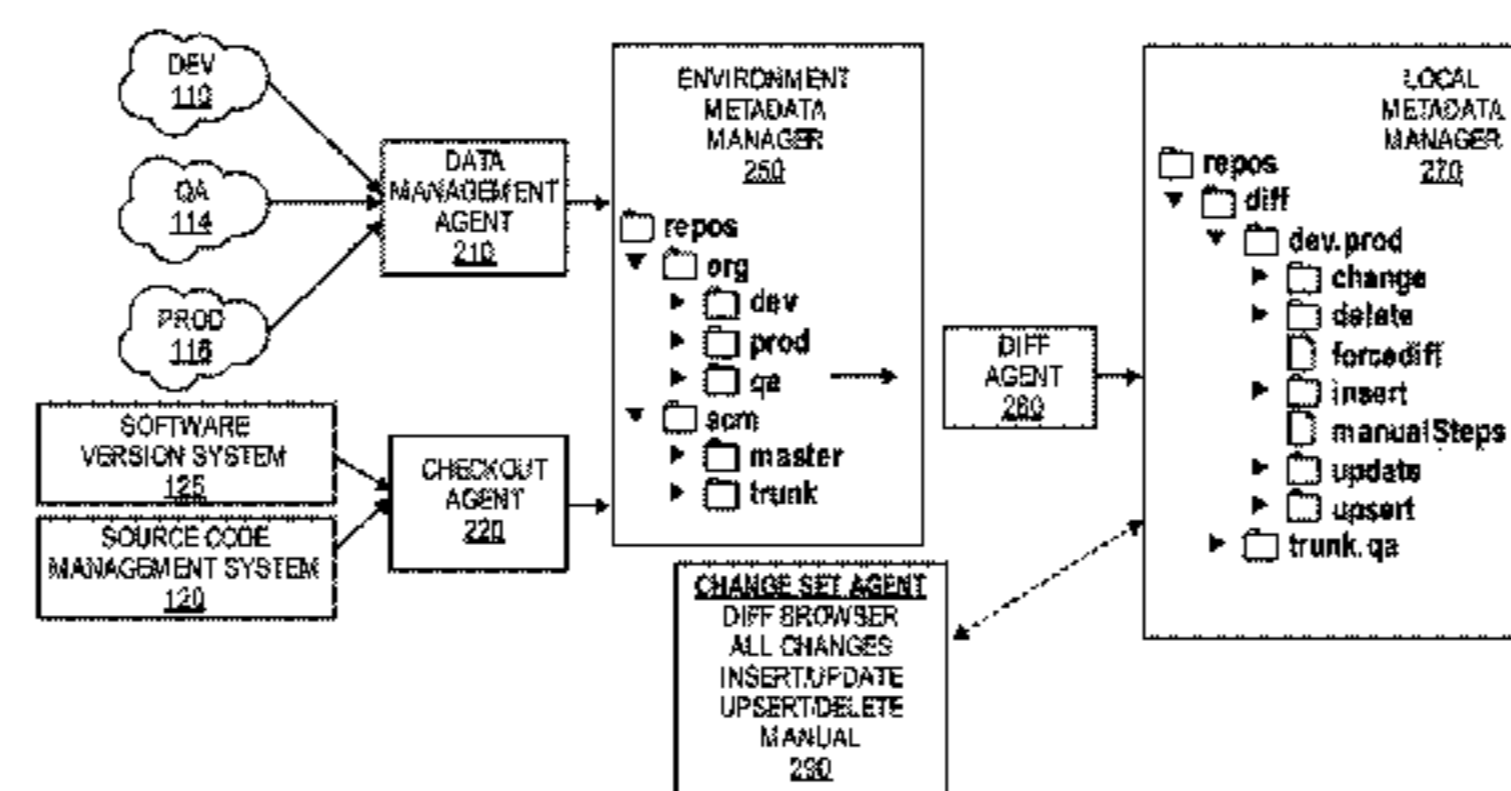 DEV
110
QA
114
PROD
116
SOFTWARE
VERSION SYSTEM
125
SOURCE CODE
MANAGEMENT SYSTEM
120
DATA
MANAGEMENT
AGENT
210
CHECKOUT
AGENT
220
ENVIRONMENT
METADATA
MANAGER
250
repos
org
dev
prod
qa
scm
master
trunk
CHANGE SET AGENT
DIFF BROWSER
ALL CHANGES
INSERT/UPDATE
UPSERT/DELETE
MANUAL
290
DIFF
AGENT
260
LOCAL
METADATA
MANAGER
270
repos
diff
dev.prod
change
delete
forcediff
insert
manualSteps
update
upsert
trunk.qa